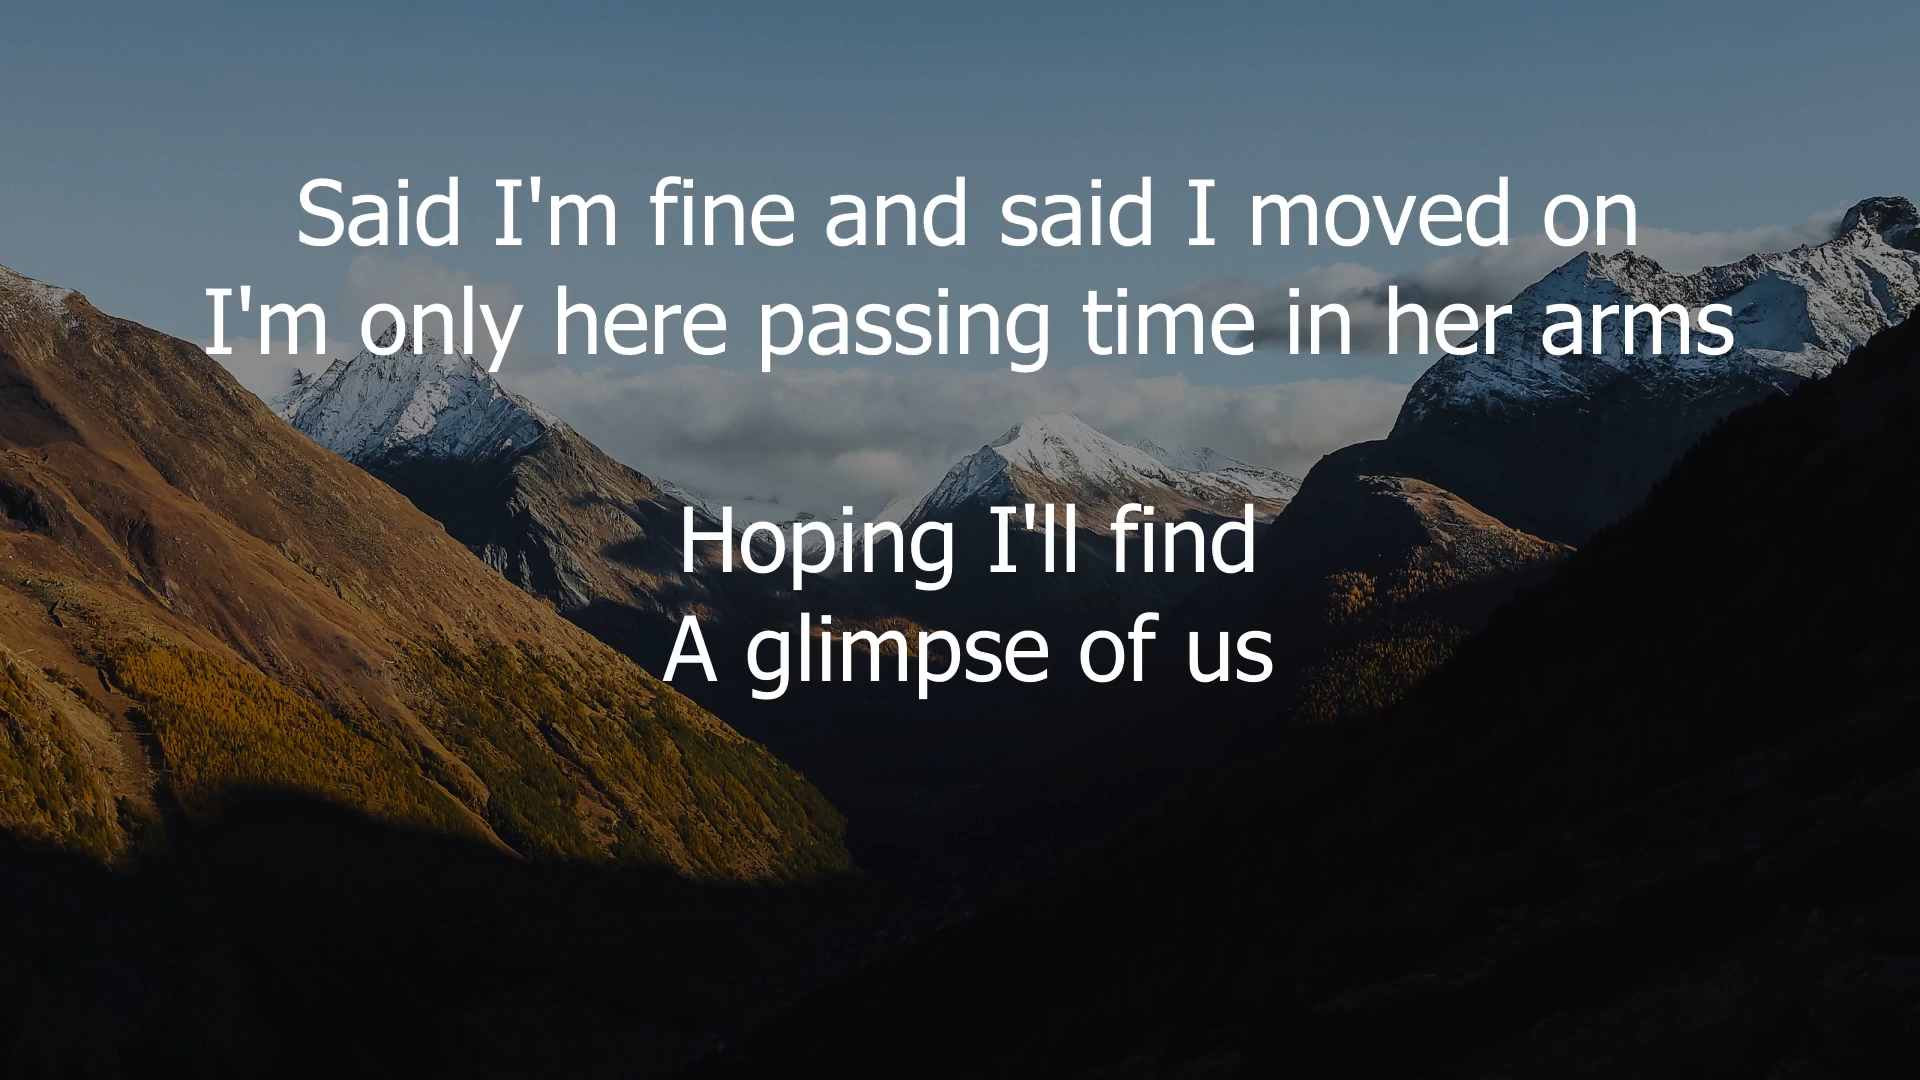 Said I'm fine and said I moved on
I'm only here passing time in her arms
Hoping I'll find
A glimpse of us